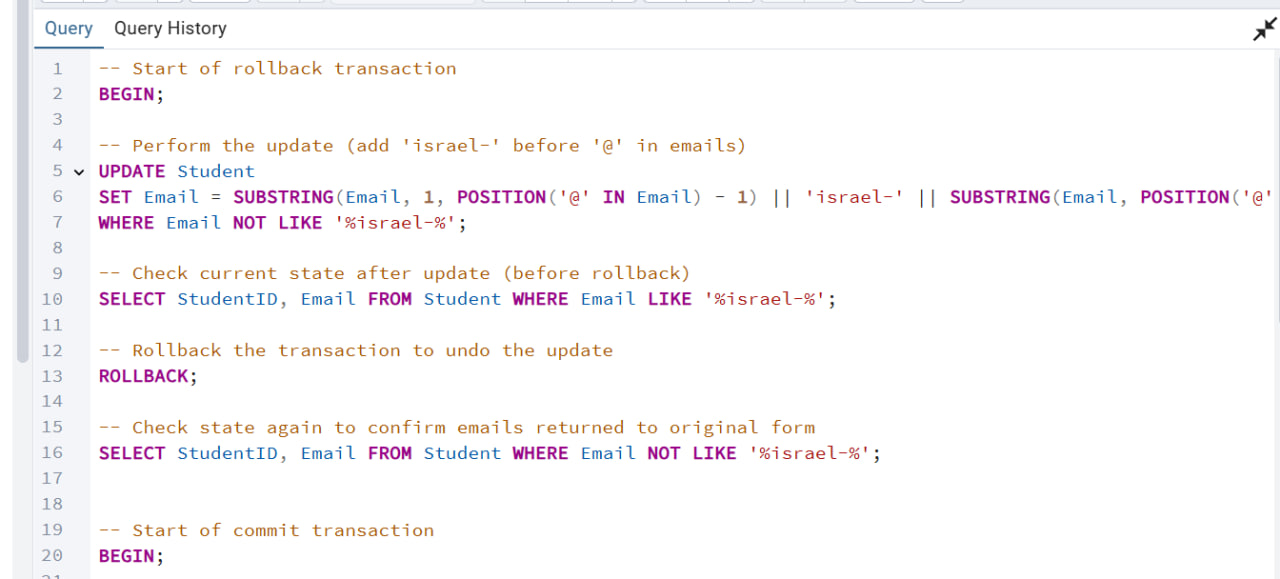 Query Query History
1 -- Start of rollback transaction
2 BEGIN;
3
4 -- Perform the update (add 'israel-' before '@' in emails)
5 UPDATE Student
6 SET Email = SUBSTRING(Email, 1, POSITION('@' IN Email) - 1) || 'israel-' || SUBSTRING(Email, POSITION('@'
7 WHERE Email NOT LIKE '%israel-%';
8
9 -- Check current state after update (before rollback)
10 SELECT StudentID, Email FROM Student WHERE Email LIKE '%israel-%';
11
12 -- Rollback the transaction to undo the update
13 ROLLBACK;
14
15 -- Check state again to confirm emails returned to original form
16 SELECT StudentID, Email FROM Student WHERE Email NOT LIKE '%israel-%';
17
18
19 -- Start of commit transaction
20 BEGIN;